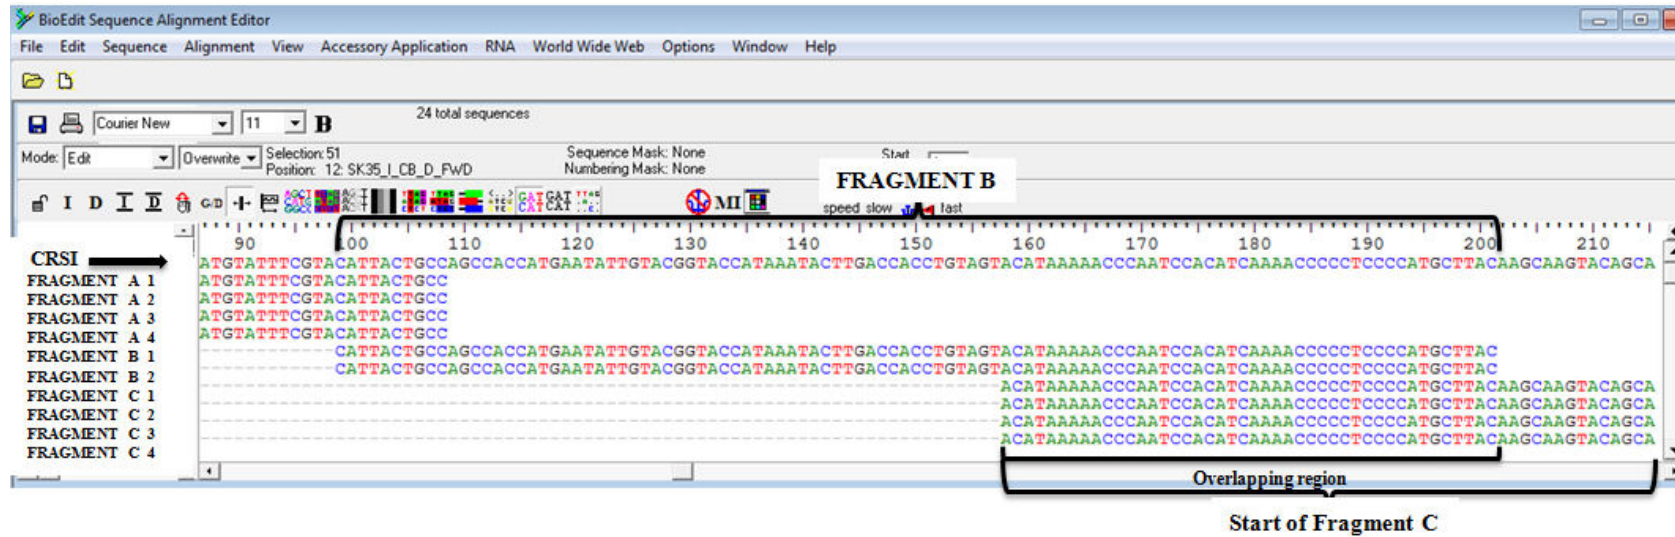 BioEdit Sequence Alignment Editor
File Edit Sequence Alignment View Accessory Application RNA World Wide Web Options Window Help
Courier New 11 B 24 total sequences
Mode: Edit Overwrite Selection: 51 Sequence Mask: None Start
Position: 12: SK35_I_CB_D_FWD Numbering Mask: None
FRAGMENT B
I D I D G/D MI speed slow fast
90 100 110 120 130 140 150 160 170 180 190 200 210
CRSI ATGTATTTCGTACATTACTGCCAGCCACCATGAATATTGTACGGTACCATAAATACTTGACCACCTGTAGTACATAAAAACCCAATCCACATCAAAACCCCCTCCCCATGCTTACAAGCAAGTACAGCA
FRAGMENT A 1 ATGTATTTCGTACATTACTGCC
FRAGMENT A 2 ATGTATTTCGTACATTACTGCC
FRAGMENT A 3 ATGTATTTCGTACATTACTGCC
FRAGMENT A 4 ATGTATTTCGTACATTACTGCC
FRAGMENT B 1 ------------CATTACTGCCAGCCACCATGAATATTGTACGGTACCATAAATACTTGACCACCTGTAGTACATAAAAACCCAATCCACATCAAAACCCCCTCCCCATGCTTAC
FRAGMENT B 2 ------------CATTACTGCCAGCCACCATGAATATTGTACGGTACCATAAATACTTGACCACCTGTAGTACATAAAAACCCAATCCACATCAAAACCCCCTCCCCATGCTTAC
FRAGMENT C 1 -----------------------------------------------------------------------ACATAAAAACCCAATCCACATCAAAACCCCCTCCCCATGCTTACAAGCAAGTACAGCA
FRAGMENT C 2 -----------------------------------------------------------------------ACATAAAAACCCAATCCACATCAAAACCCCCTCCCCATGCTTACAAGCAAGTACAGCA
FRAGMENT C 3 -----------------------------------------------------------------------ACATAAAAACCCAATCCACATCAAAACCCCCTCCCCATGCTTACAAGCAAGTACAGCA
FRAGMENT C 4 -----------------------------------------------------------------------ACATAAAAACCCAATCCACATCAAAACCCCCTCCCCATGCTTACAAGCAAGTACAGCA
Overlapping region
Start of Fragment C